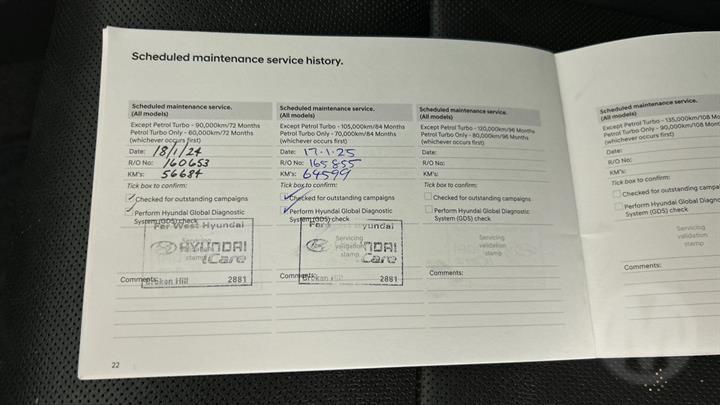 Scheduled maintenance service history.
Scheduled maintenance service.
(All models)
Except Petrol Turbo - 90,000km/72 Months
Petrol Turbo Only - 60,000km/72 Months
(whichever occurs first)
Date: 18/1/24
R/O No: 160653
KM's: 56684
Tick box to confirm:
Checked for outstanding campaigns
Perform Hyundai Global Diagnostic
System (GDS) check
Far West Hyundai
HYUNDAI
stamp
iCare
Comments:
Broken Hill 2881
Scheduled maintenance service.
(All models)
Except Petrol Turbo - 105,000km/84 Months
Petrol Turbo Only - 70,000km/84 Months
(whichever occurs first)
Date: 17.1.25
R/O No: 165855
KM's: 64599
Tick box to confirm:
Checked for outstanding campaigns
Perform Hyundai Global Diagnostic
System (GDS) check
Far Hyundai
Servicing
validation
stamp
NDAI
Care
Comments:
Broken Hill 2881
Scheduled maintenance service.
(All models)
Except Petrol Turbo - 120,000km/96 Months
Petrol Turbo Only - 80,000km/96 Months
(whichever occurs first)
Date:
R/O No:
KM's:
Tick box to confirm:
Checked for outstanding campaigns
Perform Hyundai Global Diagnostic
System (GDS) check
Servicing
validation
stamp
Comments:
22
Scheduled maintenance service.
(All models)
Except Petrol Turbo - 135,000km/108 Mo
Petrol Turbo Only - 90,000km/108 Mon
(whichever occurs first)
Date:
R/O No:
KM's:
Tick box to confirm:
Checked for outstanding campa
Perform Hyundai Global Diagn
System (GDS) check
Servicing
validation
stamp
Comments: